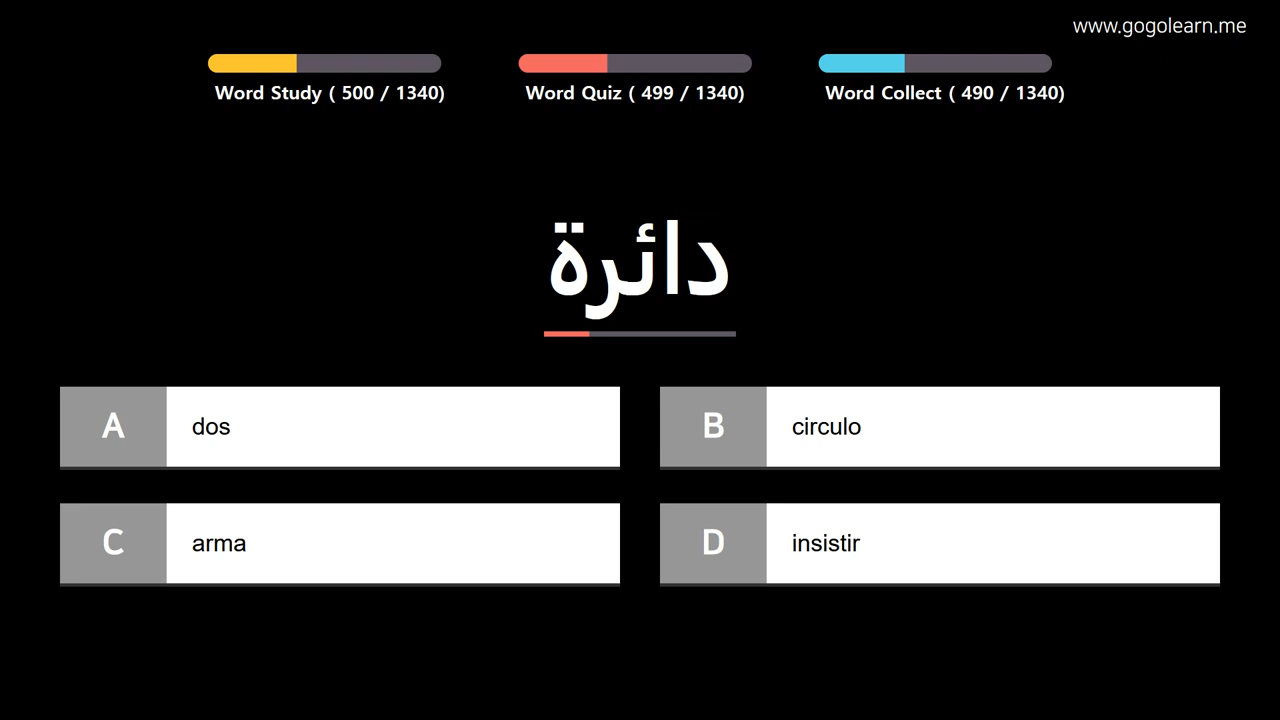 www.gogolearn.me
Word Study ( 500 / 1340)
Word Quiz ( 499 / 1340)
Word Collect ( 490 / 1340)
دائرة
A dos
B circulo
C arma
D insistir